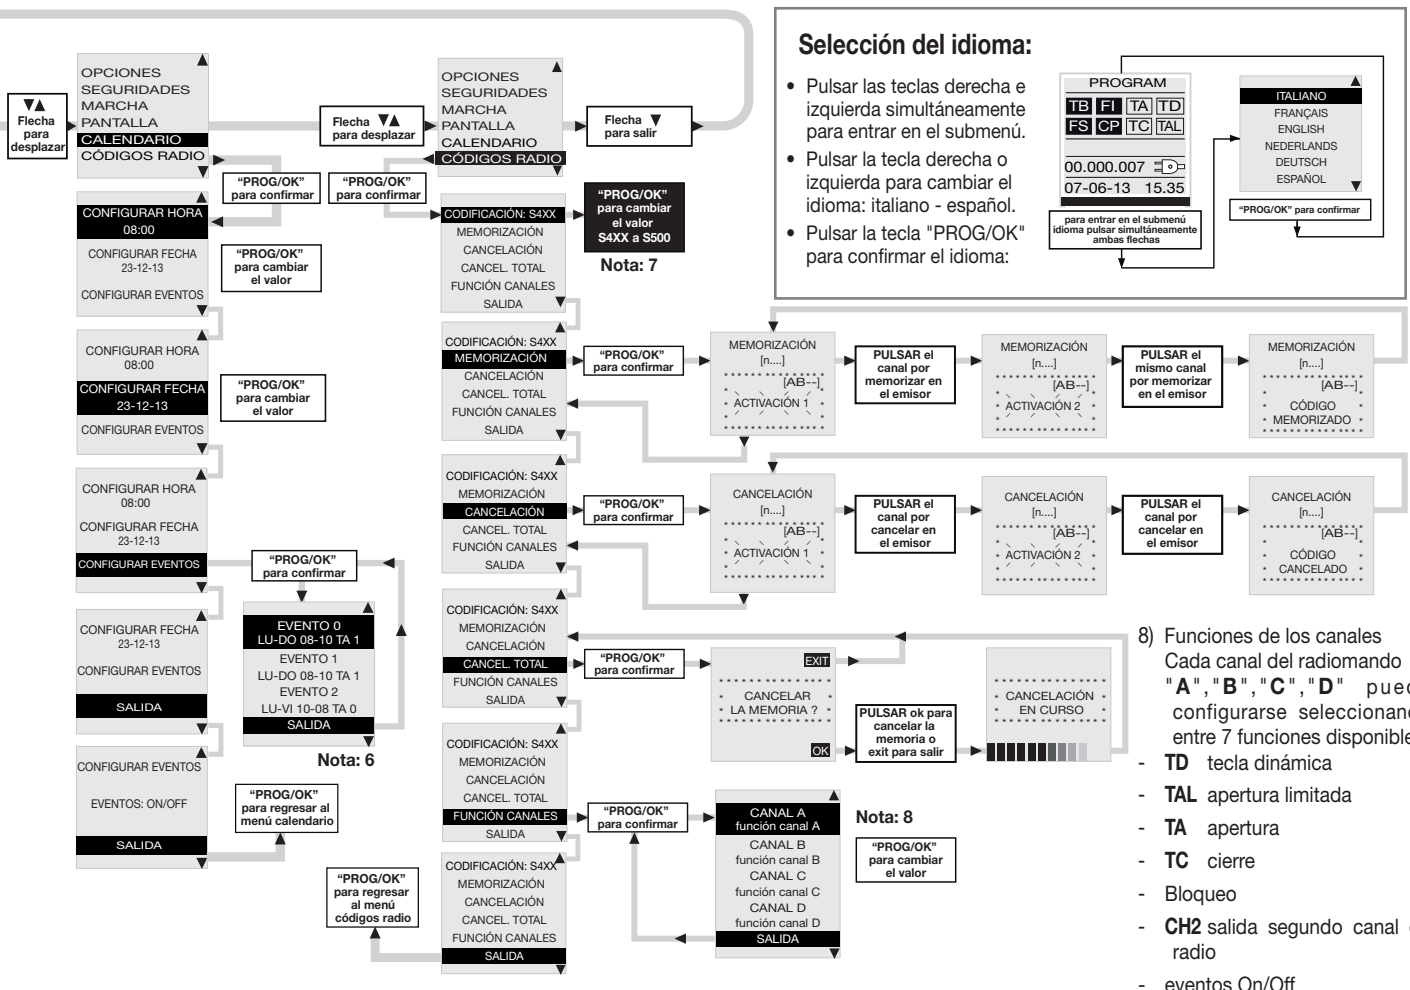 Flecha
para
desplazar
OPCIONES
SEGURIDADES
MARCHA
PANTALLA
CALENDARIO
CÓDIGOS RADIO
"PROG/OK"
para confirmar
CONFIGURAR HORA
08:00
CONFIGURAR FECHA
23-12-13
CONFIGURAR EVENTOS
"PROG/OK"
para cambiar
el valor
CONFIGURAR HORA
08:00
CONFIGURAR FECHA
23-12-13
CONFIGURAR EVENTOS
"PROG/OK"
para cambiar
el valor
CONFIGURAR HORA
08:00
CONFIGURAR FECHA
23-12-13
CONFIGURAR EVENTOS
"PROG/OK"
para confirmar
EVENTO 0
LU-DO 08-10 TA 1
EVENTO 1
LU-DO 08-10 TA 1
EVENTO 2
LU-VI 10-08 TA 0
SALIDA
Nota: 6
CONFIGURAR FECHA
23-12-13
CONFIGURAR EVENTOS
SALIDA
CONFIGURAR EVENTOS
EVENTOS: ON/OFF
SALIDA
"PROG/OK"
para regresar al
menú calendario
Flecha
para desplazar
OPCIONES
SEGURIDADES
MARCHA
PANTALLA
CALENDARIO
CÓDIGOS RADIO
Flecha
para salir
"PROG/OK"
para confirmar
CODIFICACIÓN: S4XX
MEMORIZACIÓN
CANCELACIÓN
CANCEL. TOTAL
FUNCIÓN CANALES
SALIDA
"PROG/OK"
para cambiar
el valor
S4XX a S500
Nota: 7
CODIFICACIÓN: S4XX
MEMORIZACIÓN
CANCELACIÓN
CANCEL. TOTAL
FUNCIÓN CANALES
SALIDA
"PROG/OK"
para confirmar
MEMORIZACIÓN
[n....]
[AB--]
ACTIVACIÓN 1
PULSAR el
canal por
memorizar en
el emisor
MEMORIZACIÓN
[n....]
[AB--]
ACTIVACIÓN 2
PULSAR el
mismo canal
por memorizar
en el emisor
MEMORIZACIÓN
[n....]
[AB--]
CÓDIGO
MEMORIZADO
CODIFICACIÓN: S4XX
MEMORIZACIÓN
CANCELACIÓN
CANCEL. TOTAL
FUNCIÓN CANALES
SALIDA
"PROG/OK"
para confirmar
CANCELACIÓN
[n....]
[AB--]
ACTIVACIÓN 1
PULSAR el
canal por
cancelar en
el emisor
CANCELACIÓN
[n....]
[AB--]
ACTIVACIÓN 2
PULSAR el
canal por
cancelar en
el emisor
CANCELACIÓN
[n....]
[AB--]
CÓDIGO
CANCELADO
CODIFICACIÓN: S4XX
MEMORIZACIÓN
CANCELACIÓN
CANCEL. TOTAL
FUNCIÓN CANALES
SALIDA
"PROG/OK"
para confirmar
EXIT
CANCELAR
LA MEMORIA ?
OK
PULSAR ok para
cancelar la
memoria o
exit para salir
CANCELACIÓN
EN CURSO
CODIFICACIÓN: S4XX
MEMORIZACIÓN
CANCELACIÓN
CANCEL. TOTAL
FUNCIÓN CANALES
SALIDA
"PROG/OK"
para confirmar
CANAL A
función canal A
CANAL B
función canal B
CANAL C
función canal C
CANAL D
función canal D
SALIDA
Nota: 8
"PROG/OK"
para cambiar
el valor
CODIFICACIÓN: S4XX
MEMORIZACIÓN
CANCELACIÓN
CANCEL. TOTAL
FUNCIÓN CANALES
SALIDA
"PROG/OK"
para regresar
al menú
códigos radio
Selección del idioma:
• Pulsar las teclas derecha e
izquierda simultáneamente
para entrar en el submenú.
• Pulsar la tecla derecha o
izquierda para cambiar el
idioma: italiano - español.
• Pulsar la tecla "PROG/OK"
para confirmar el idioma:
PROGRAM
TB FI TA TD
FS CP TC TAL
00.000.007
07-06-13 15.35
para entrar en el submenú
idioma pulsar simultáneamente
ambas flechas
ITALIANO
FRANÇAIS
ENGLISH
NEDERLANDS
DEUTSCH
ESPAÑOL
"PROG/OK" para confirmar
8) Funciones de los canales
Cada canal del radiomando
"A","B","C","D" pued
configurarse seleccionand
entre 7 funciones disponible
- TD tecla dinámica
- TAL apertura limitada
- TA apertura
- TC cierre
- Bloqueo
- CH2 salida segundo canal
radio
- eventos On/Off